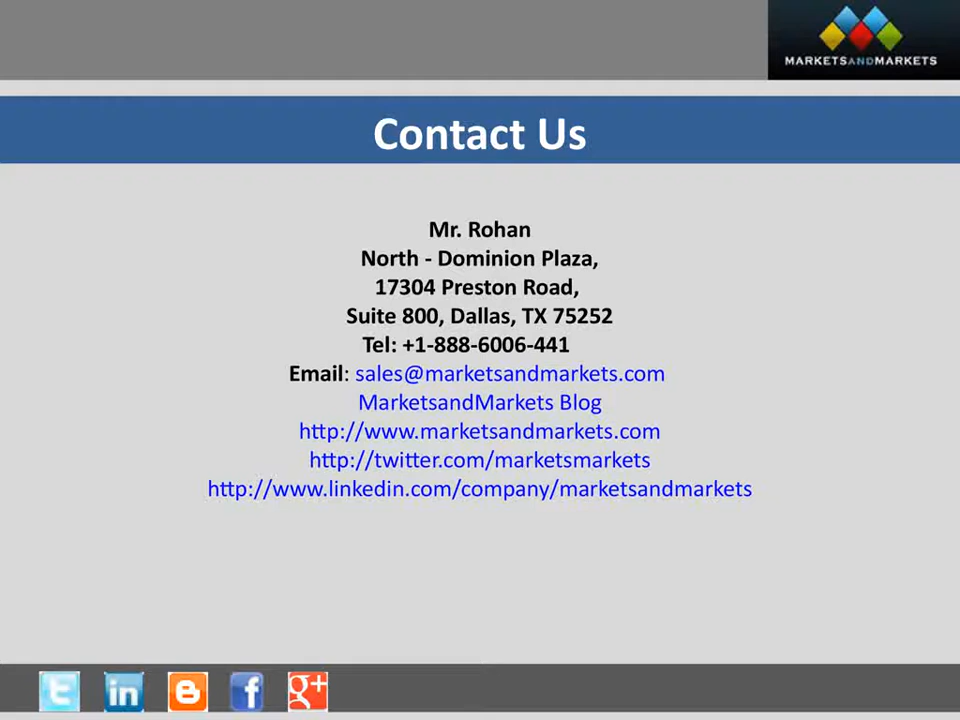 MARKETSANDMARKETS
Contact Us
Mr. Rohan
North - Dominion Plaza,
17304 Preston Road,
Suite 800, Dallas, TX 75252
Tel: +1-888-6006-441
Email: sales@marketsandmarkets.com
MarketsandMarkets Blog
http://www.marketsandmarkets.com
http://twitter.com/marketsmarkets
http://www.linkedin.com/company/marketsandmarkets
t in B f g+